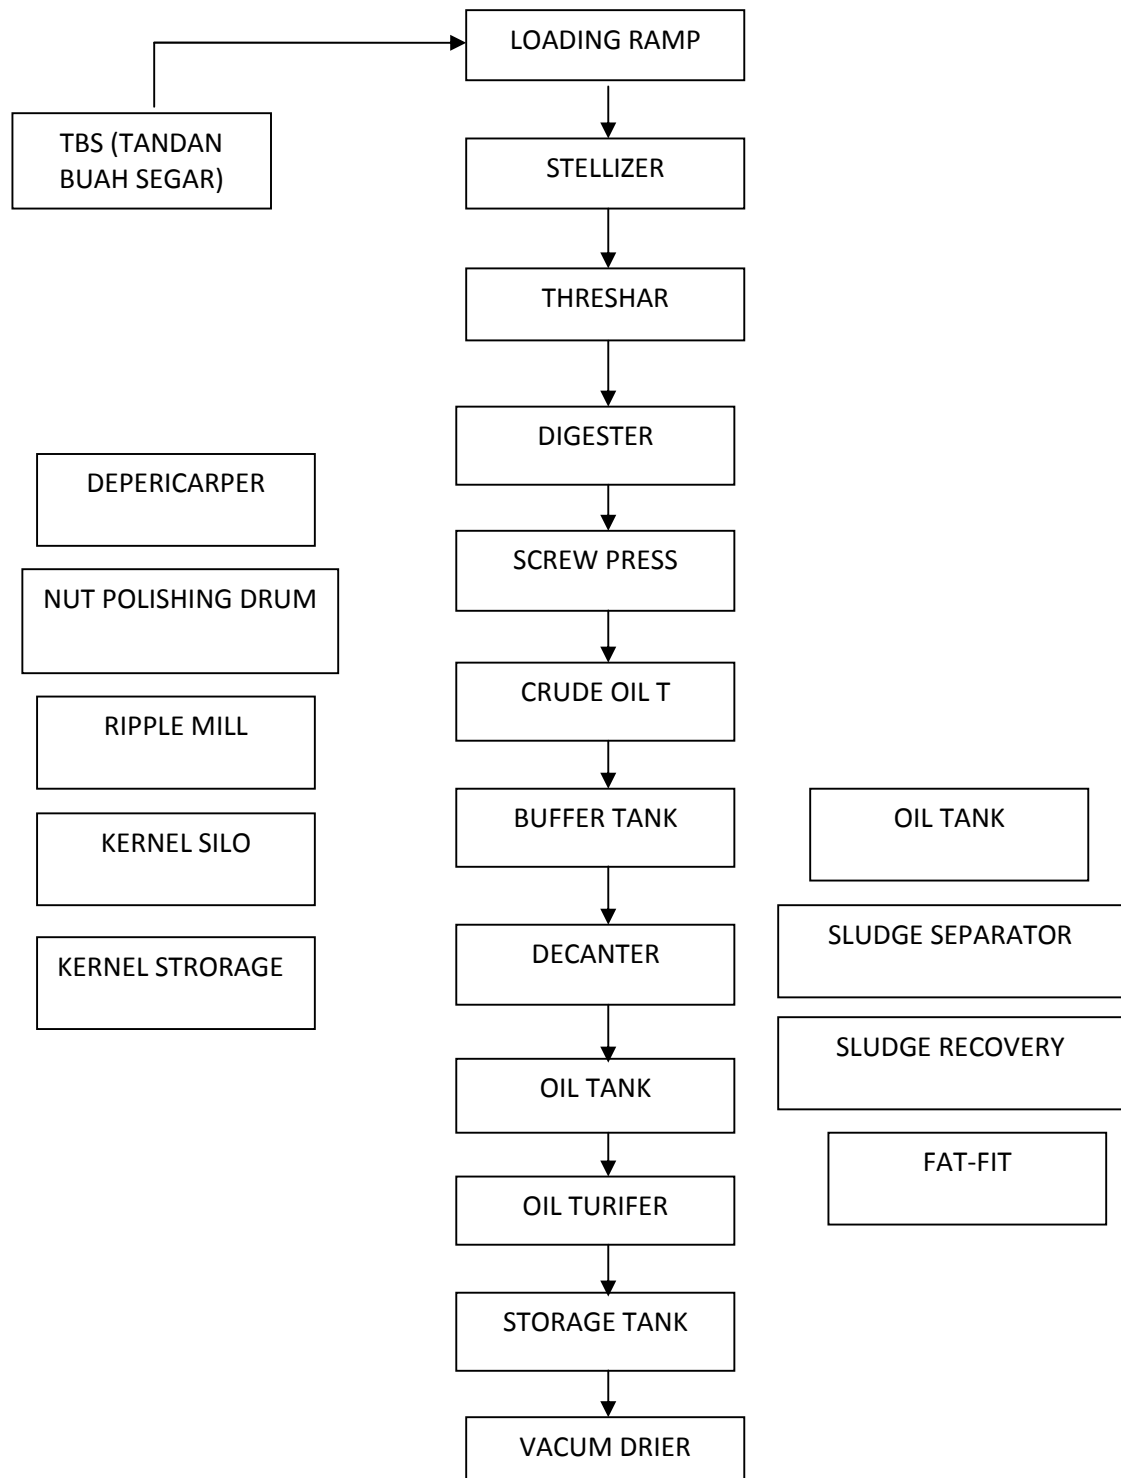 LOADING RAMP
TBS (TANDAN
BUAH SEGAR)
STELLIZER
THRESHAR
DIGESTER
DEPERICARPER
SCREW PRESS
NUT POLISHING DRUM
CRUDE OIL T
RIPPLE MILL
BUFFER TANK
OIL TANK
KERNEL SILO
SLUDGE SEPARATOR
DECANTER
KERNEL STRORAGE
SLUDGE RECOVERY
OIL TANK
FAT-FIT
OIL TURIFER
STORAGE TANK
VACUM DRIER